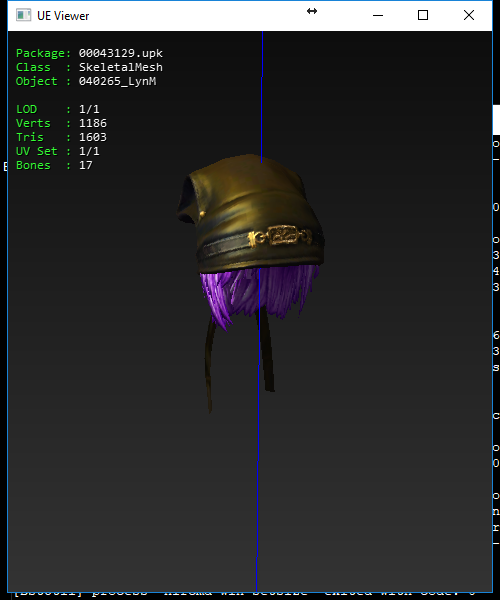 UE Viewer
Package: 00043129.upk
Class : SkeletalMesh
Object : 040265_LynM
LOD : 1/1
Verts : 1186
Tris : 1603
UV Set : 1/1
Bones : 17